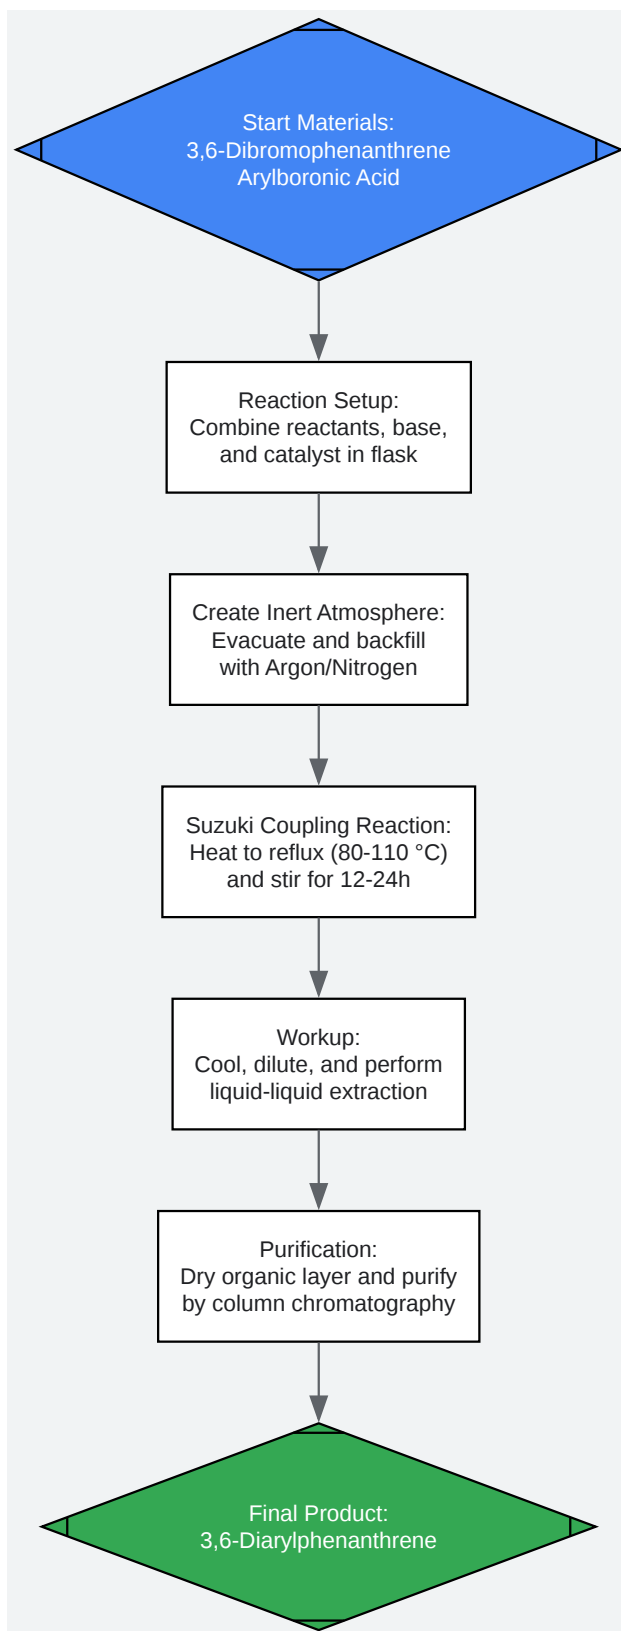 Start Materials:
3,6-Dibromophenanthrene
Arylboronic Acid
Reaction Setup:
Combine reactants, base,
and catalyst in flask
Create Inert Atmosphere:
Evacuate and backfill
with Argon/Nitrogen
Suzuki Coupling Reaction:
Heat to reflux (80-110 °C)
and stir for 12-24h
Workup:
Cool, dilute, and perform
liquid-liquid extraction
Purification:
Dry organic layer and purify
by column chromatography
Final Product:
3,6-Diarylphenanthrene